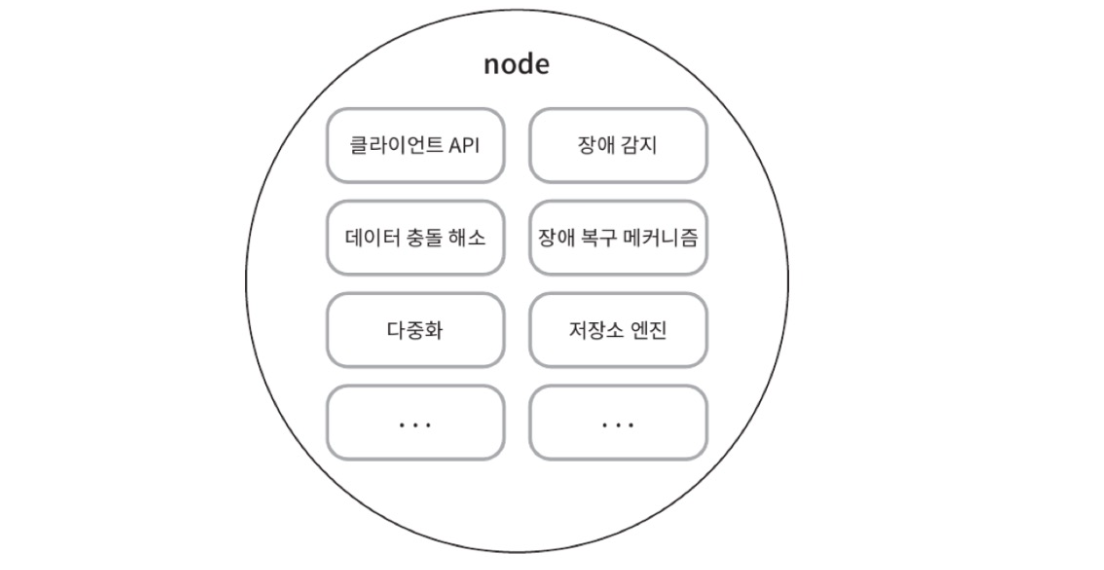 node
클라이언트 API
장애 감지
데이터 충돌 해소
장애 복구 메커니즘
다중화
저장소 엔진
...
...